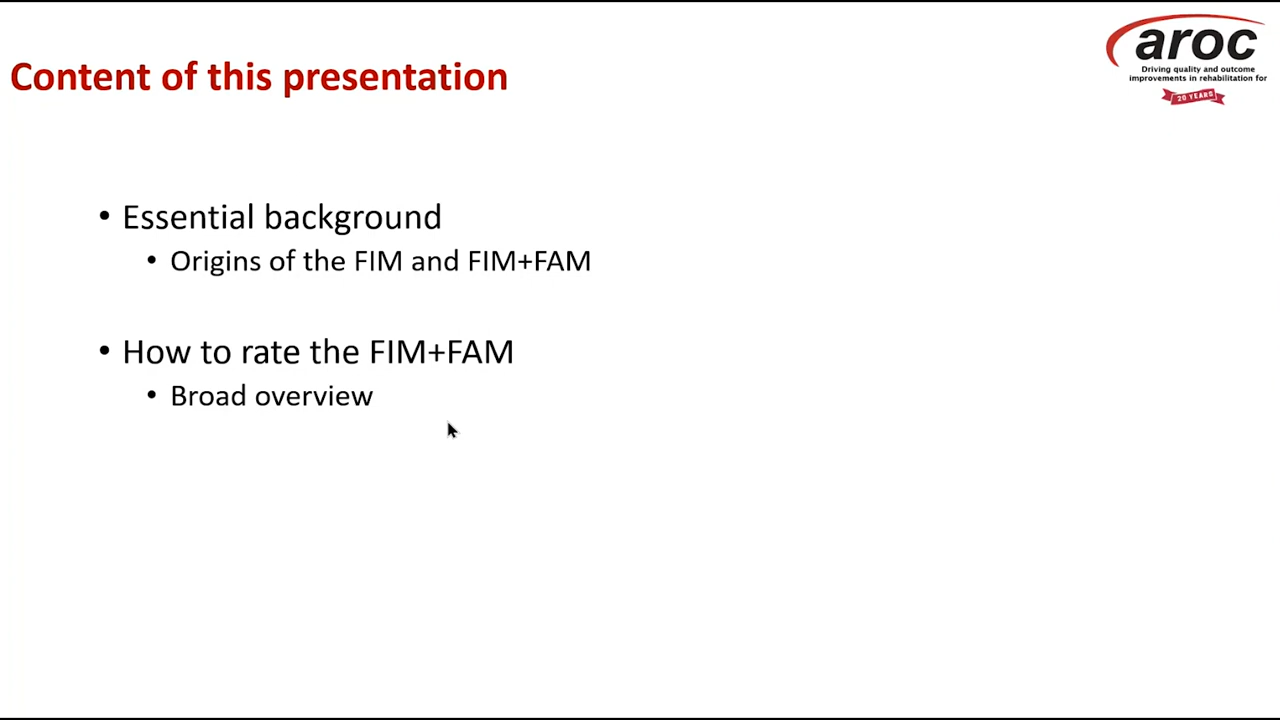 aroc
Driving quality and outcome
improvements in rehabilitation for
20 YEARS
Content of this presentation
• Essential background
• Origins of the FIM and FIM+FAM
• How to rate the FIM+FAM
• Broad overview